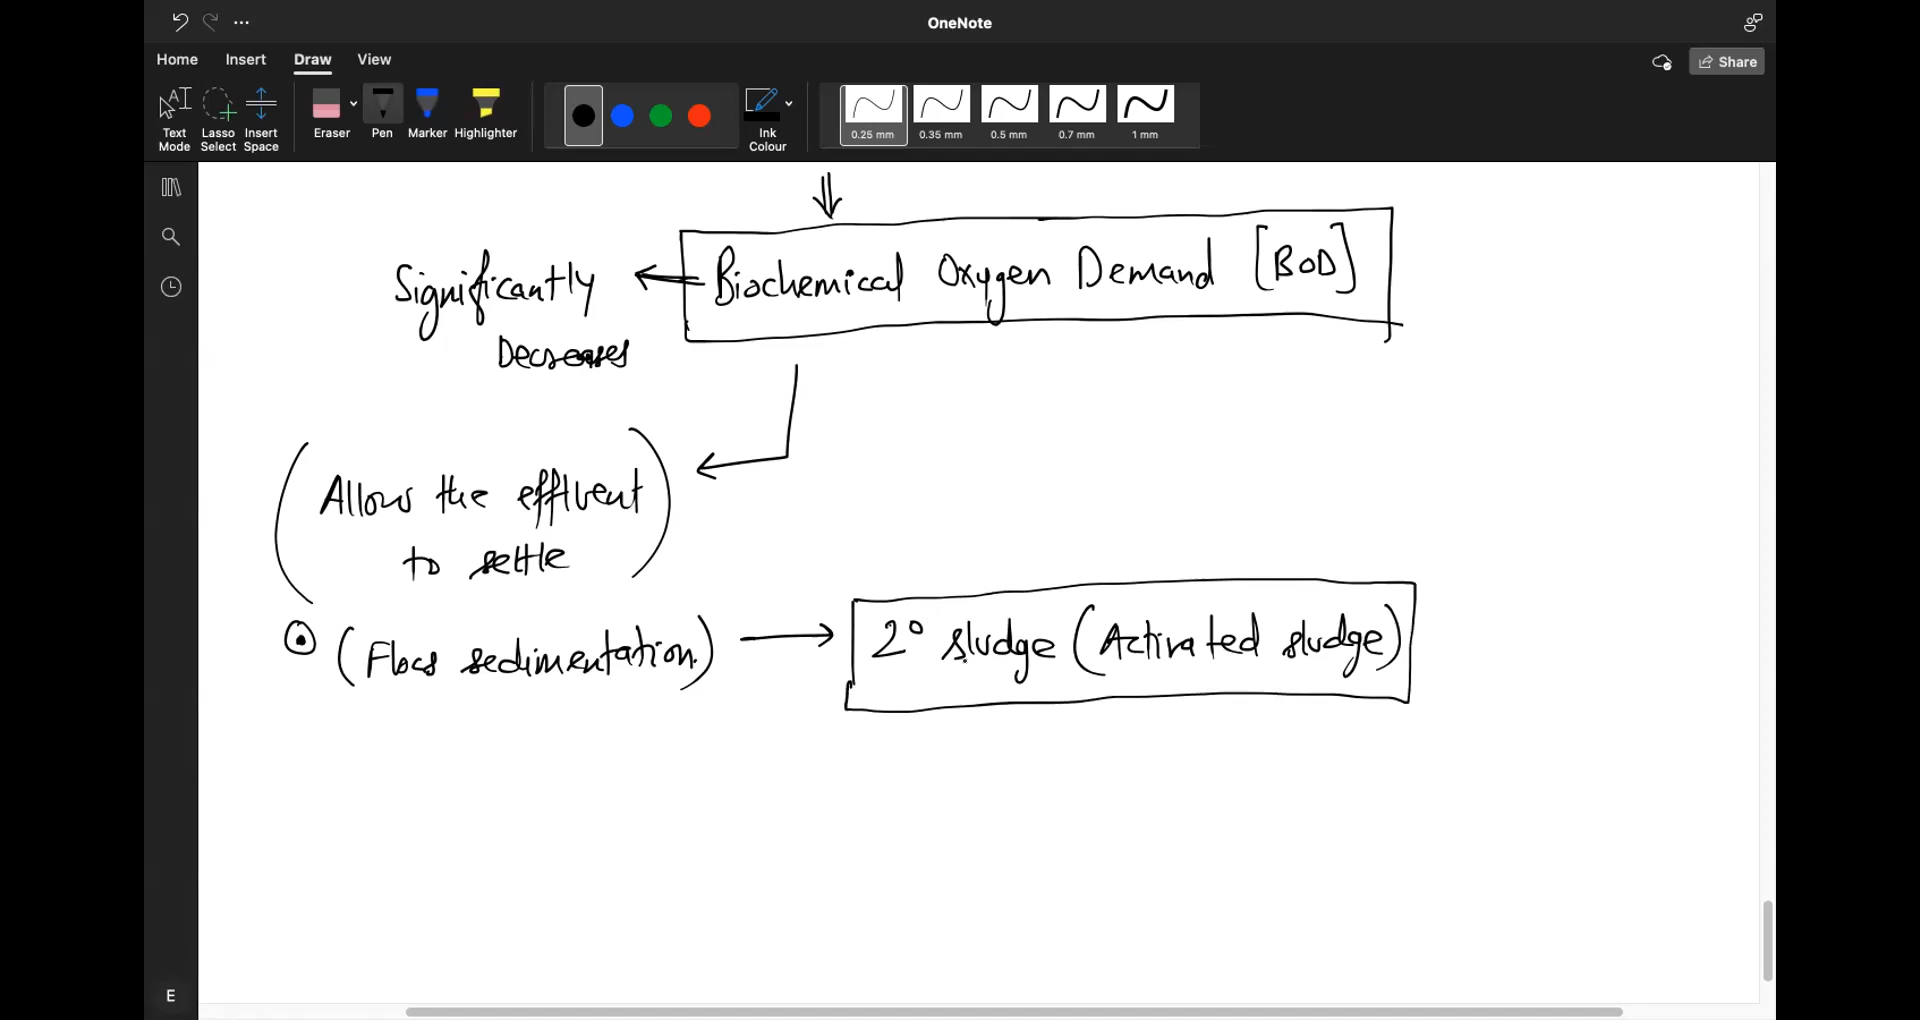 OneNote
Home Insert Draw View
Share
Text Mode
Lasso Select
Insert Space
Eraser
Pen
Marker
Highlighter
Ink Colour
0.25 mm
0.35 mm
0.5 mm
0.7 mm
1 mm
Significantly ← Biochemical Oxygen Demand [BOD]
Decreases
(Allows the effluent
to settle)
(Flocs sedimentation.) → 2° sludge (Activated sludge)
E